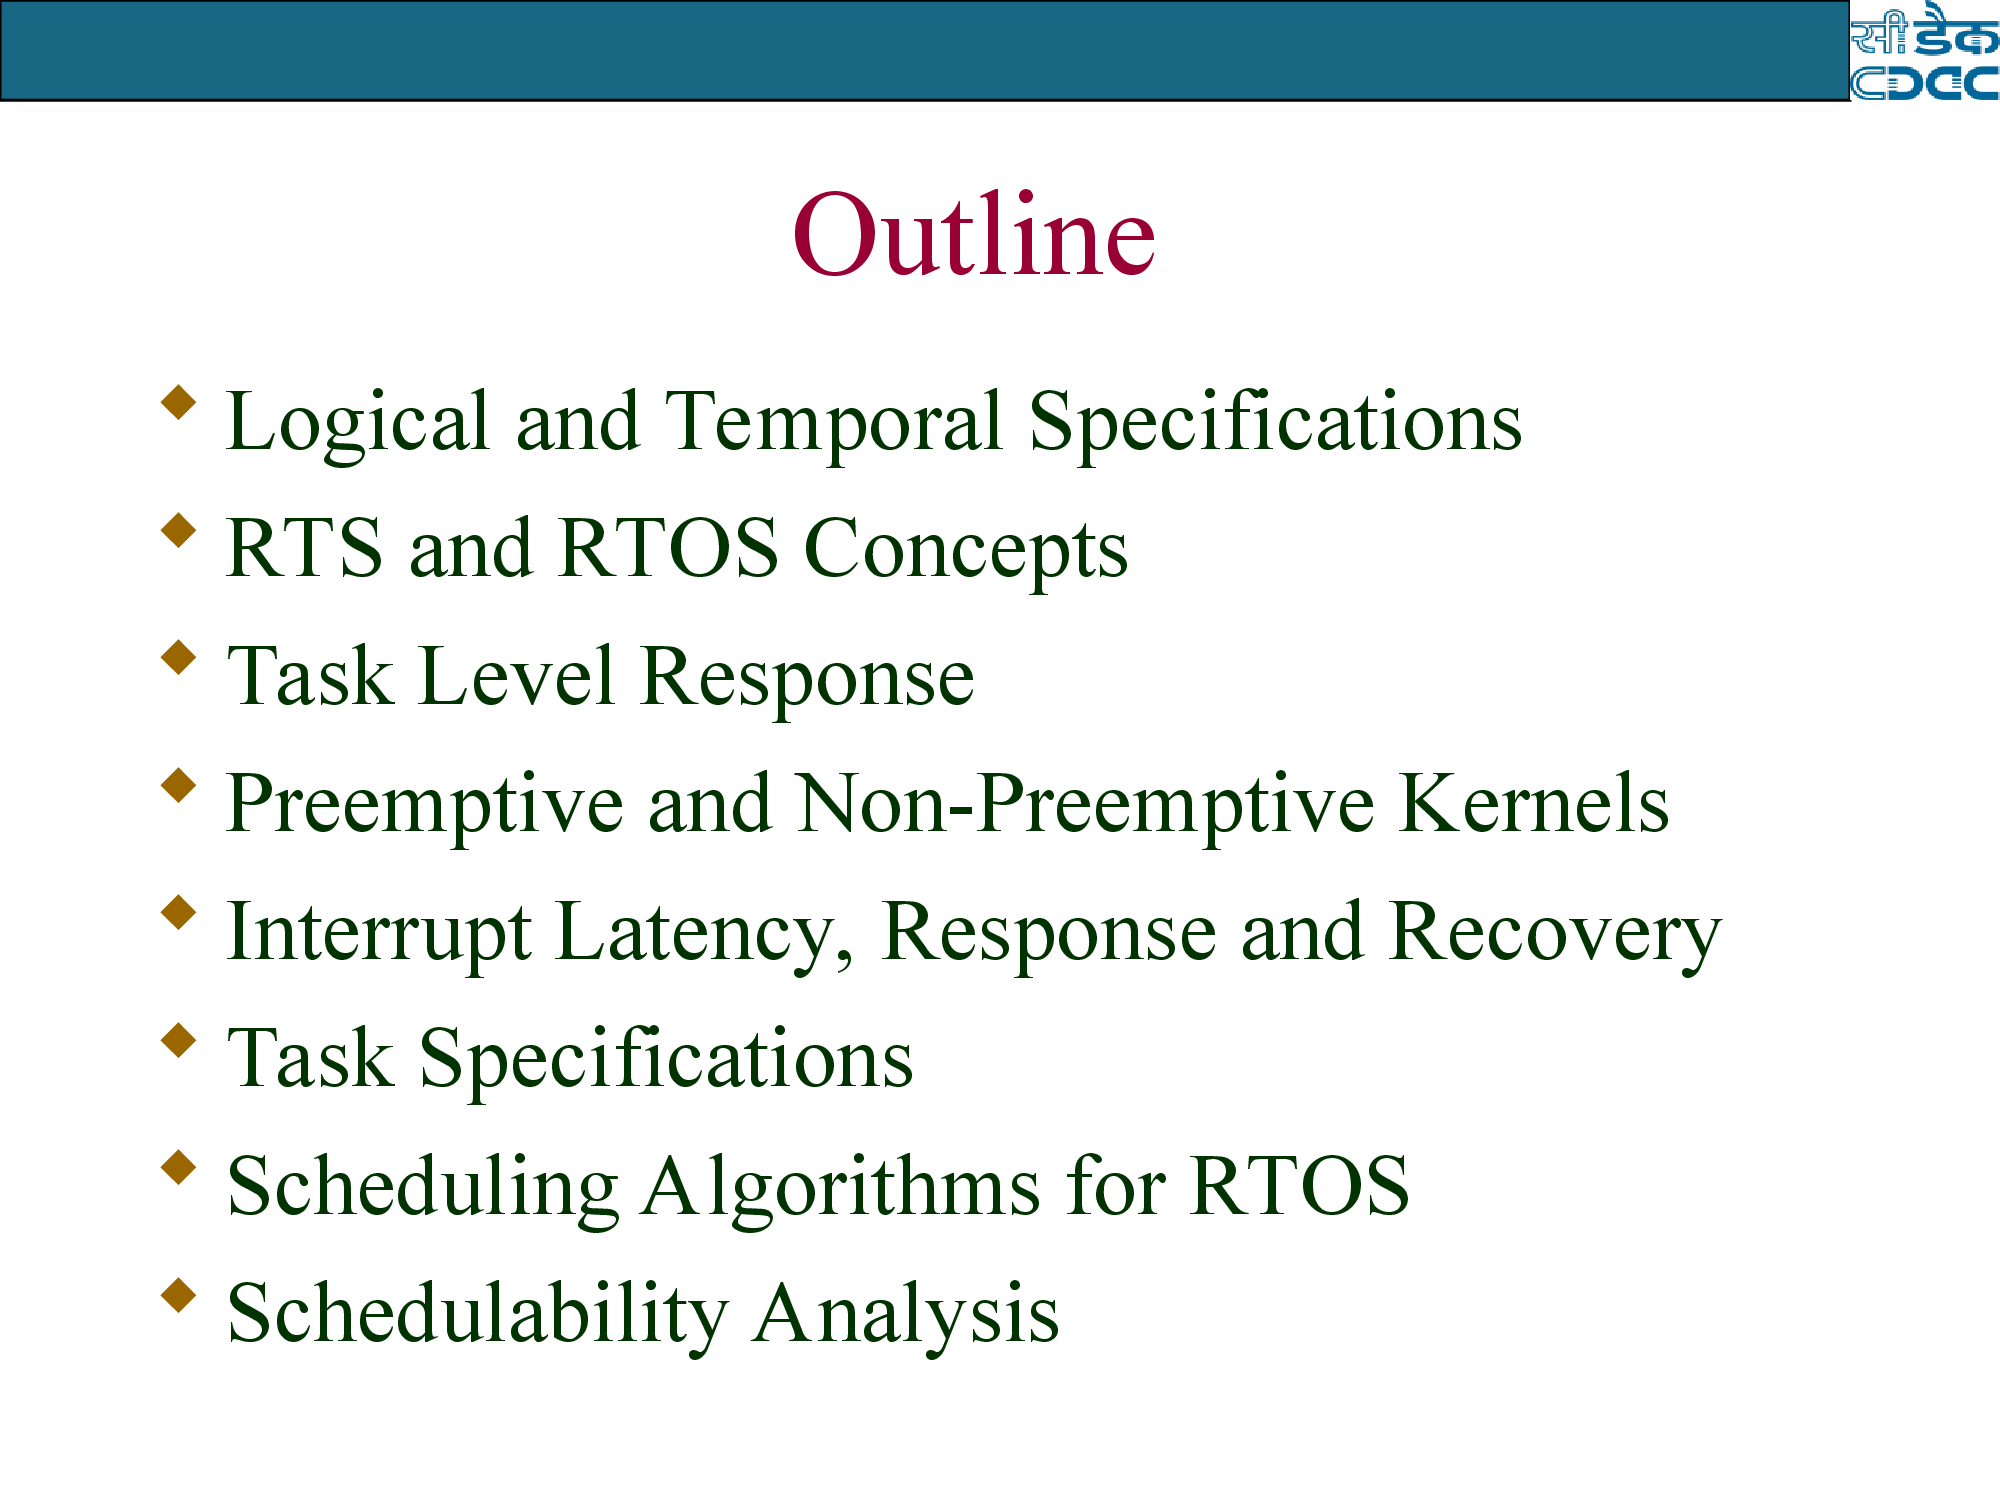 सी डैक
CDAC
Outline
Logical and Temporal Specifications
RTS and RTOS Concepts
Task Level Response
Preemptive and Non-Preemptive Kernels
Interrupt Latency, Response and Recovery
Task Specifications
Scheduling Algorithms for RTOS
Schedulability Analysis